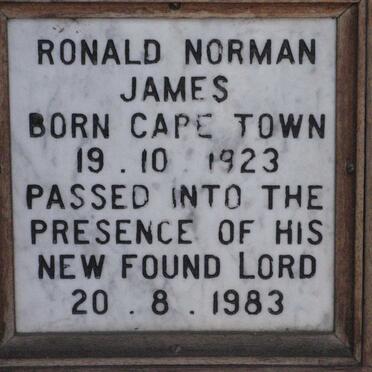 RONALD NORMAN
JAMES
BORN CAPE TOWN
19 . 10 . 1923
PASSED INTO THE
PRESENCE OF HIS
NEW FOUND LORD
20 . 8 . 1983